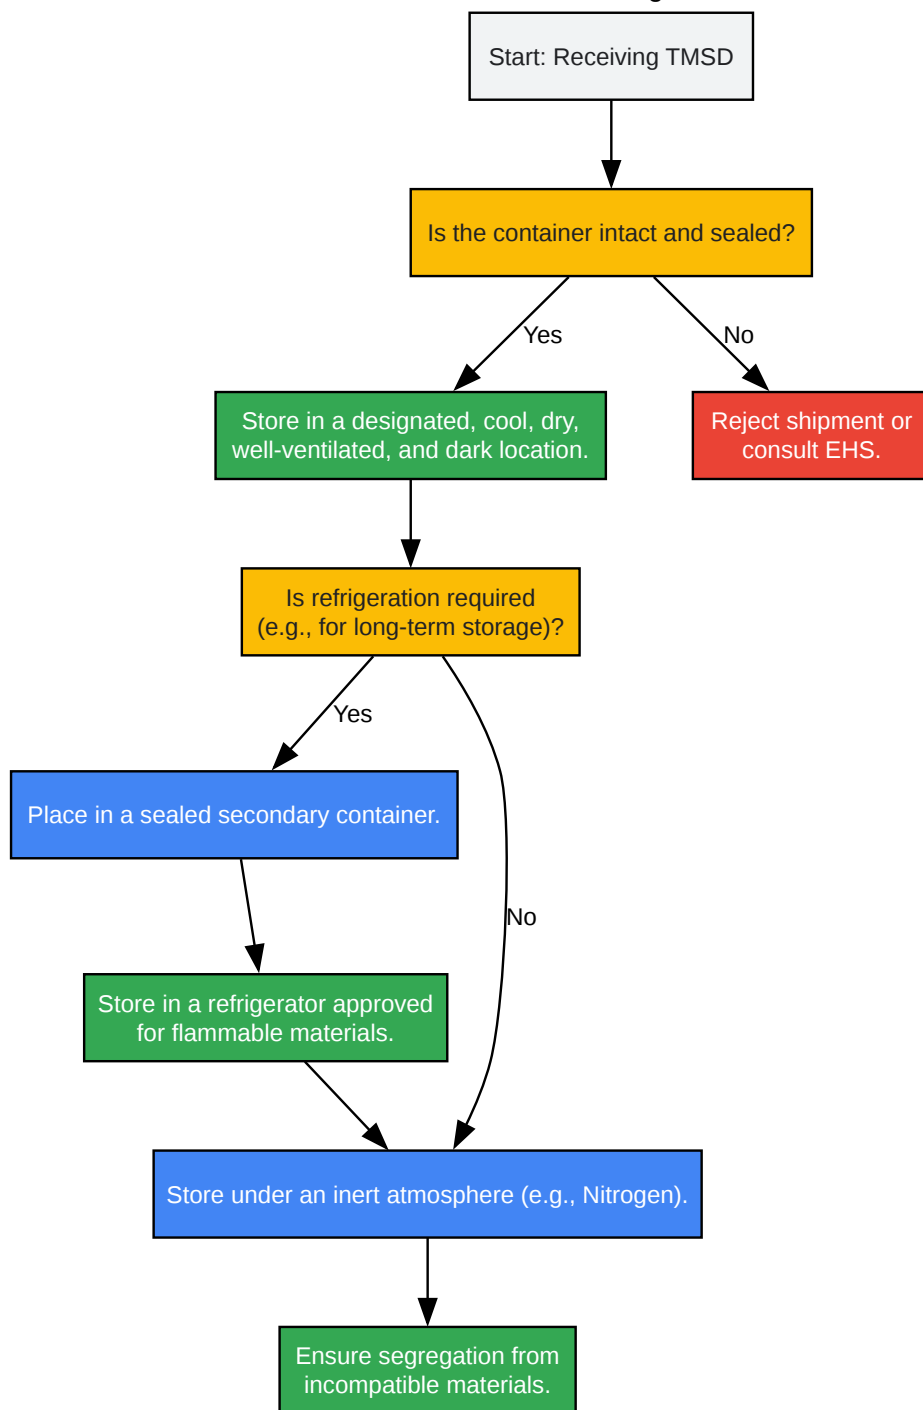 Start: Receiving TMSD
Is the container intact and sealed?
Yes
No
Store in a designated, cool, dry,
well-ventilated, and dark location.
Reject shipment or
consult EHS.
Is refrigeration required
(e.g., for long-term storage)?
Yes
Place in a sealed secondary container.
No
Store in a refrigerator approved
for flammable materials.
Store under an inert atmosphere (e.g., Nitrogen).
Ensure segregation from
incompatible materials.